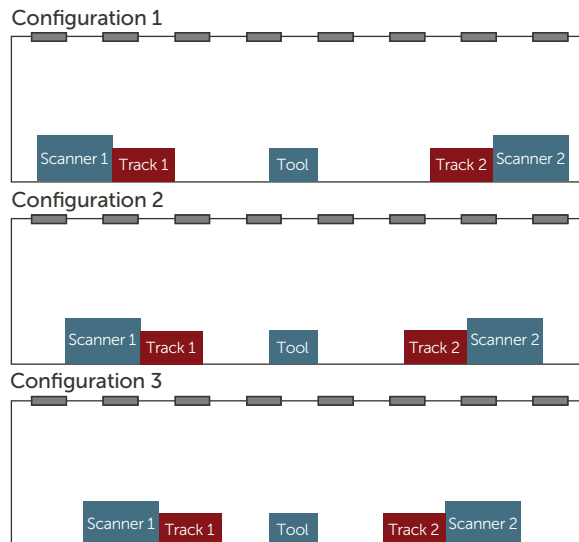 Configuration 1
Scanner 1 Track 1 Tool Track 2 Scanner 2
Configuration 2
Scanner 1 Track 1 Tool Track 2 Scanner 2
Configuration 3
Scanner 1 Track 1 Tool Track 2 Scanner 2